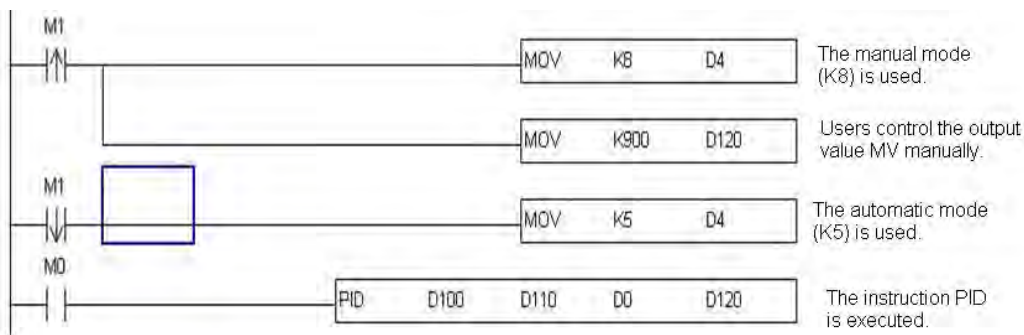 M1
MOV K8 D4
The manual mode
(K8) is used.
MOV K900 D120
Users control the output
value MV manually.
M1
MOV K5 D4
The automatic mode
(K5) is used.
M0
PID D100 D110 D0 D120
The instruction PID
is executed.